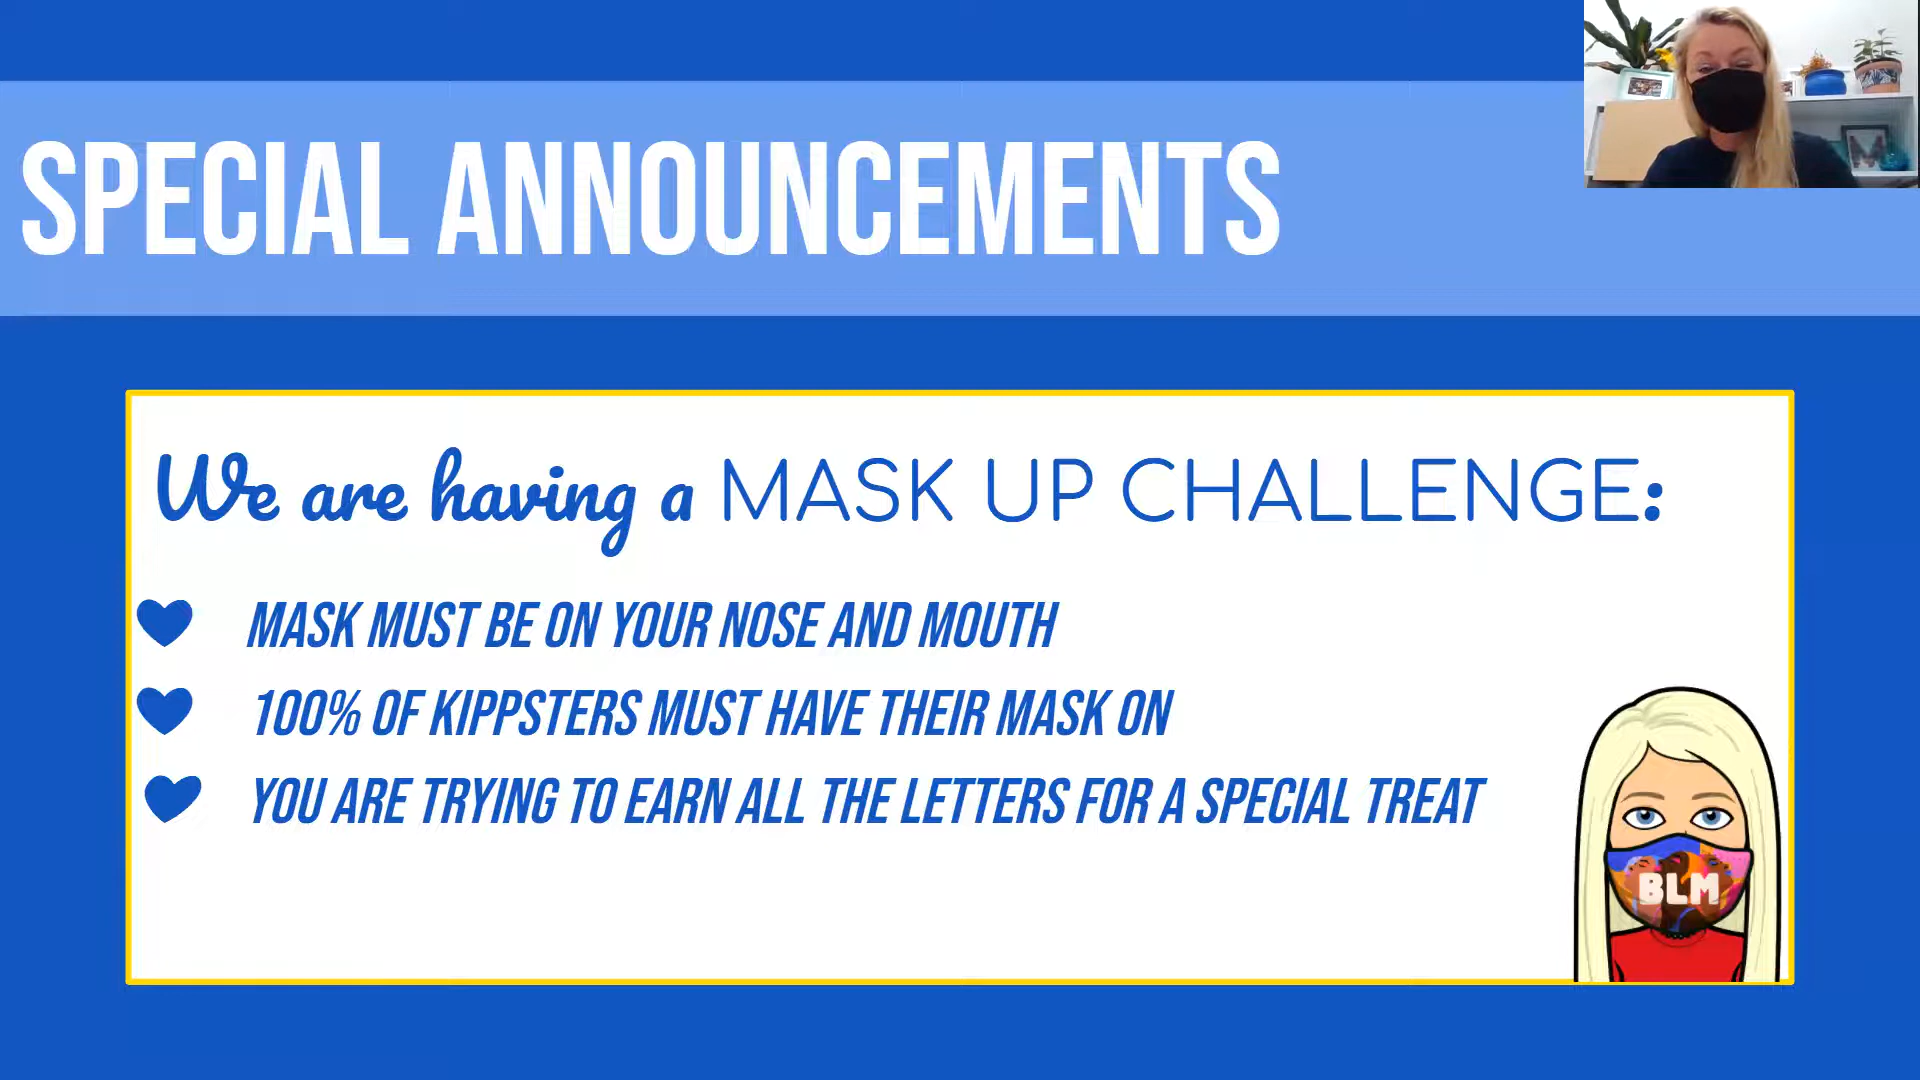 SPECIAL ANNOUNCEMENTS
We are having a MASK UP CHALLENGE:
MASK MUST BE ON YOUR NOSE AND MOUTH
100% OF KIPPSTERS MUST HAVE THEIR MASK ON
YOU ARE TRYING TO EARN ALL THE LETTERS FOR A SPECIAL TREAT
BLM